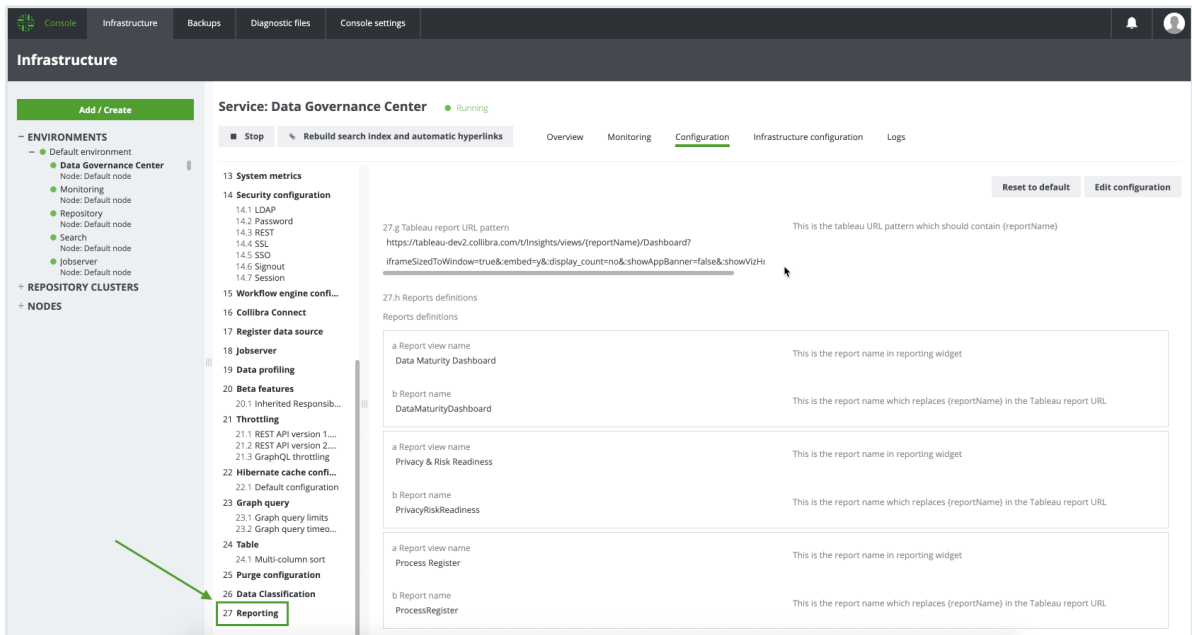 Console
Infrastructure
Backups
Diagnostic files
Console settings
Infrastructure
Add / Create
− ENVIRONMENTS
− Default environment
Data Governance Center
Node: Default node
Monitoring
Node: Default node
Repository
Node: Default node
Search
Node: Default node
Jobserver
Node: Default node
+ REPOSITORY CLUSTERS
+ NODES
Service: Data Governance Center
Running
Stop
Rebuild search index and automatic hyperlinks
Overview
Monitoring
Configuration
Infrastructure configuration
Logs
13 System metrics
14 Security configuration
14.1 LDAP
14.2 Password
14.3 REST
14.4 SSL
14.5 SSO
14.6 Signout
14.7 Session
15 Workflow engine confi...
16 Collibra Connect
17 Register data source
18 Jobserver
19 Data profiling
20 Beta features
20.1 Inherited Responsib...
21 Throttling
21.1 REST API version 1....
21.2 REST API version 2....
21.3 GraphQL throttling
22 Hibernate cache confi...
22.1 Default configuration
23 Graph query
23.1 Graph query limits
23.2 Graph query timeo...
24 Table
24.1 Multi-column sort
25 Purge configuration
26 Data Classification
27 Reporting
Reset to default
Edit configuration
27.g Tableau report URL pattern
This is the tableau URL pattern which should contain {reportName}
https://tableau-dev2.collibra.com/t/Insights/views/{reportName}/Dashboard?
iframeSizedToWindow=true&:embed=y&:display_count=no&:showAppBanner=false&:showVizHo
27.h Reports definitions
Reports definitions
a Report view name
Data Maturity Dashboard
This is the report name in reporting widget
b Report name
DataMaturityDashboard
This is the report name which replaces {reportName} in the Tableau report URL
a Report view name
Privacy & Risk Readiness
This is the report name in reporting widget
b Report name
PrivacyRiskReadiness
This is the report name which replaces {reportName} in the Tableau report URL
a Report view name
Process Register
This is the report name in reporting widget
b Report name
ProcessRegister
This is the report name which replaces {reportName} in the Tableau report URL